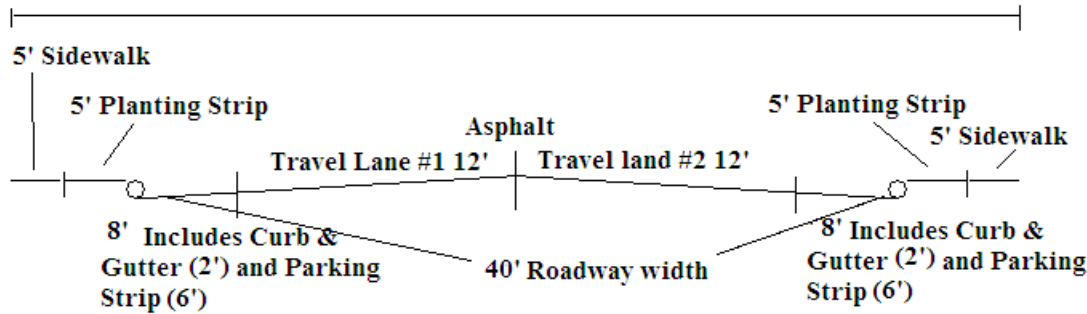 5' Sidewalk
5' Planting Strip
Asphalt
5' Planting Strip
5' Sidewalk
Travel Lane #1 12'
Travel land #2 12'
8' Includes Curb &
Gutter (2') and Parking
Strip (6')
40' Roadway width
8' Includes Curb &
Gutter (2') and Parking
Strip (6')